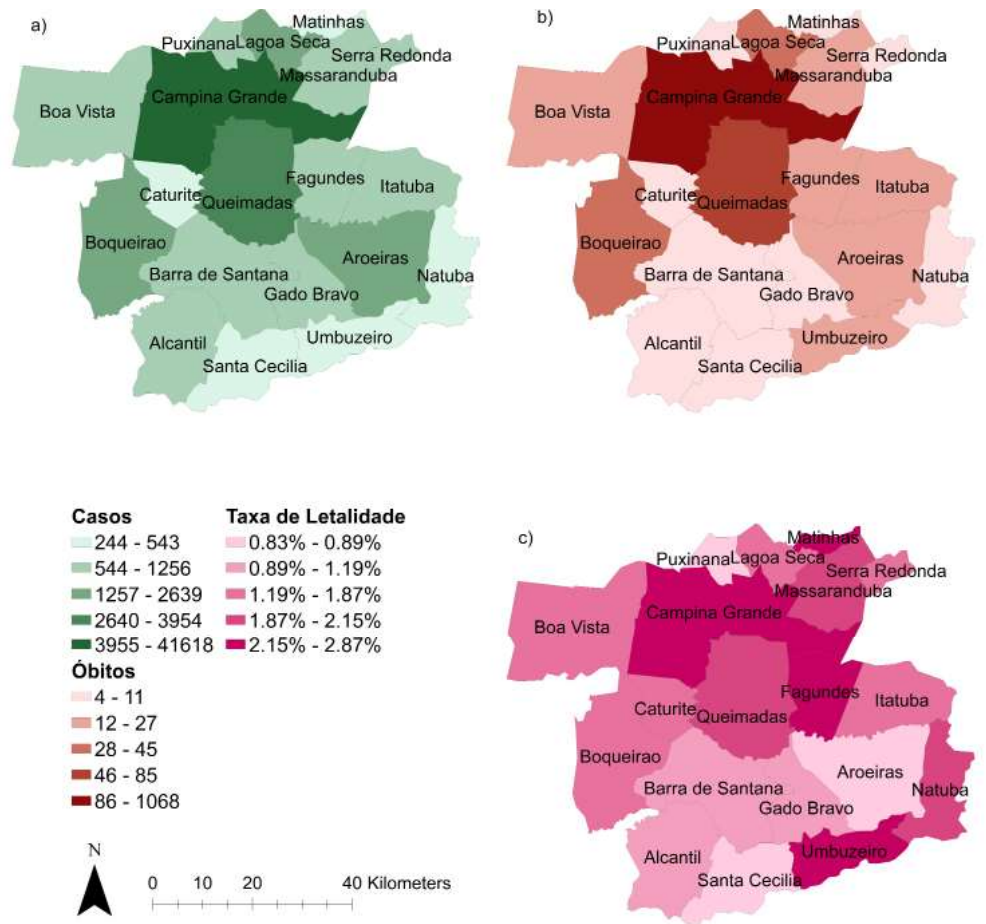 a)
Matinhas
Puxinana
Lagoa Seca
Serra Redonda
Massaranduba
Campina Grande
Boa Vista
Fagundes
Itatuba
Caturite
Queimadas
Boqueirao
Aroeiras
Barra de Santana
Natuba
Gado Bravo
Umbuzeiro
Alcantil
Santa Cecilia
b)
Matinhas
Puxinana
Lagoa Seca
Serra Redonda
Massaranduba
Campina Grande
Boa Vista
Fagundes
Itatuba
Caturite
Queimadas
Boqueirao
Aroeiras
Barra de Santana
Natuba
Gado Bravo
Umbuzeiro
Alcantil
Santa Cecilia
Casos
244 - 543
544 - 1256
1257 - 2639
2640 - 3954
3955 - 41618
Taxa de Letalidade
0.83% - 0.89%
0.89% - 1.19%
1.19% - 1.87%
1.87% - 2.15%
2.15% - 2.87%
Óbitos
4 - 11
12 - 27
28 - 45
46 - 85
86 - 1068
N
0 10 20 40 Kilometers
c)
Matinhas
Puxinana
Lagoa Seca
Serra Redonda
Massaranduba
Campina Grande
Boa Vista
Fagundes
Itatuba
Caturite
Queimadas
Boqueirao
Aroeiras
Barra de Santana
Natuba
Gado Bravo
Umbuzeiro
Alcantil
Santa Cecilia